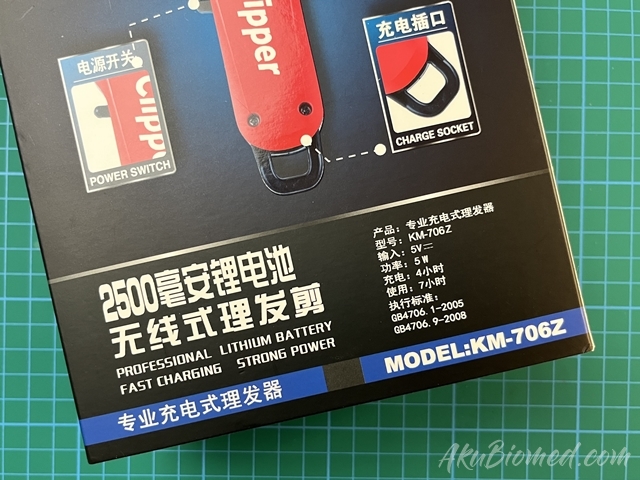 Clipper
电源开关
Clipp
POWER SWITCH
充电插口
CHARGE SOCKET
2500毫安锂电池
无线式理发剪
PROFESSIONAL LITHIUM BATTERY
FAST CHARGING STRONG POWER
产品：专业充电式理发器
型号：KM-706Z
输入：5V⎓
功率：5W
充电：4小时
使用：7小时
执行标准：
GB4706.1-2005
GB4706.9-2008
专业充电式理发器
MODEL:KM-706Z
AkuBiomed.com